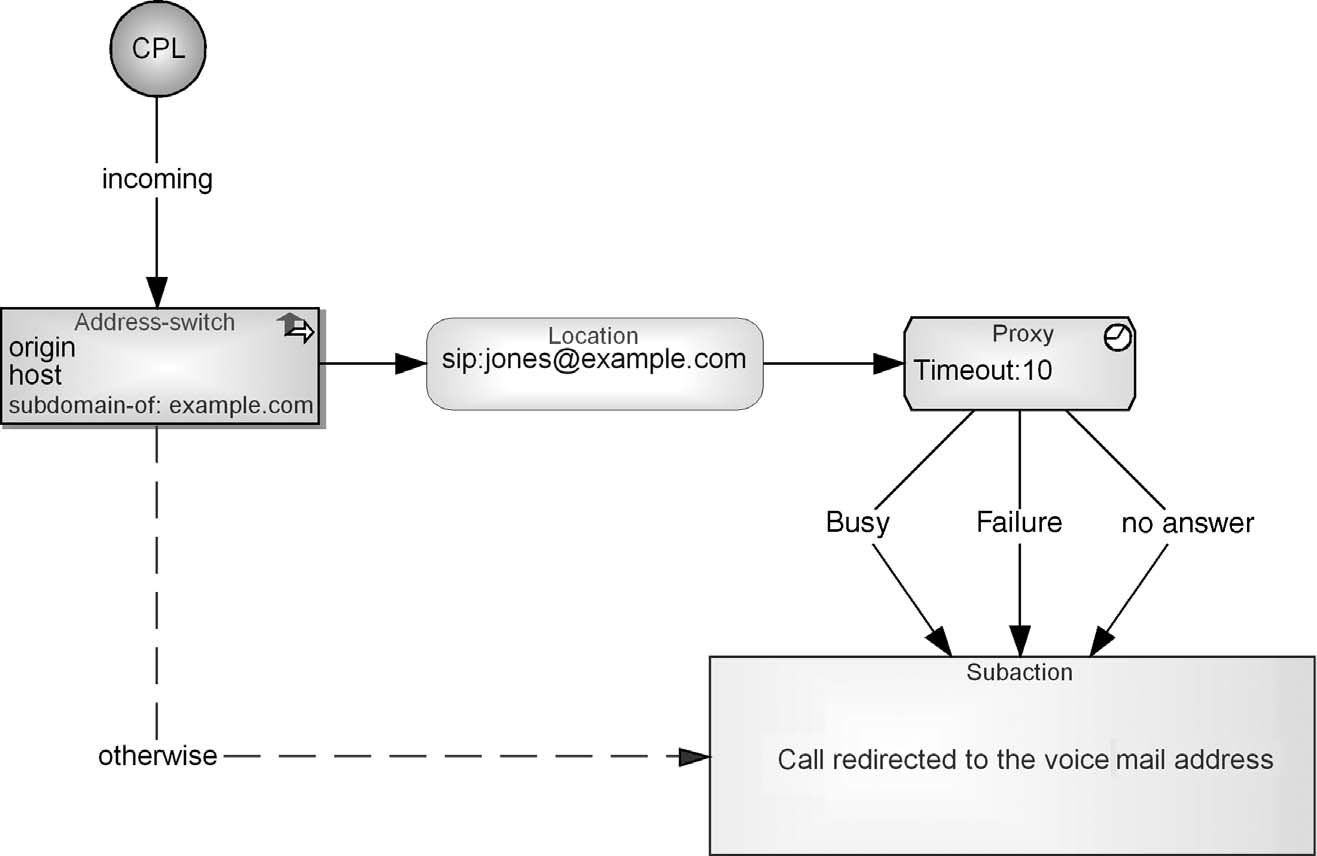 CPL
incoming
Address-switch
origin
host
subdomain-of: example.com
Location
sip:jones@example.com
Proxy
Timeout:10
Busy
Failure
no answer
Subaction
otherwise
Call redirected to the voice mail address